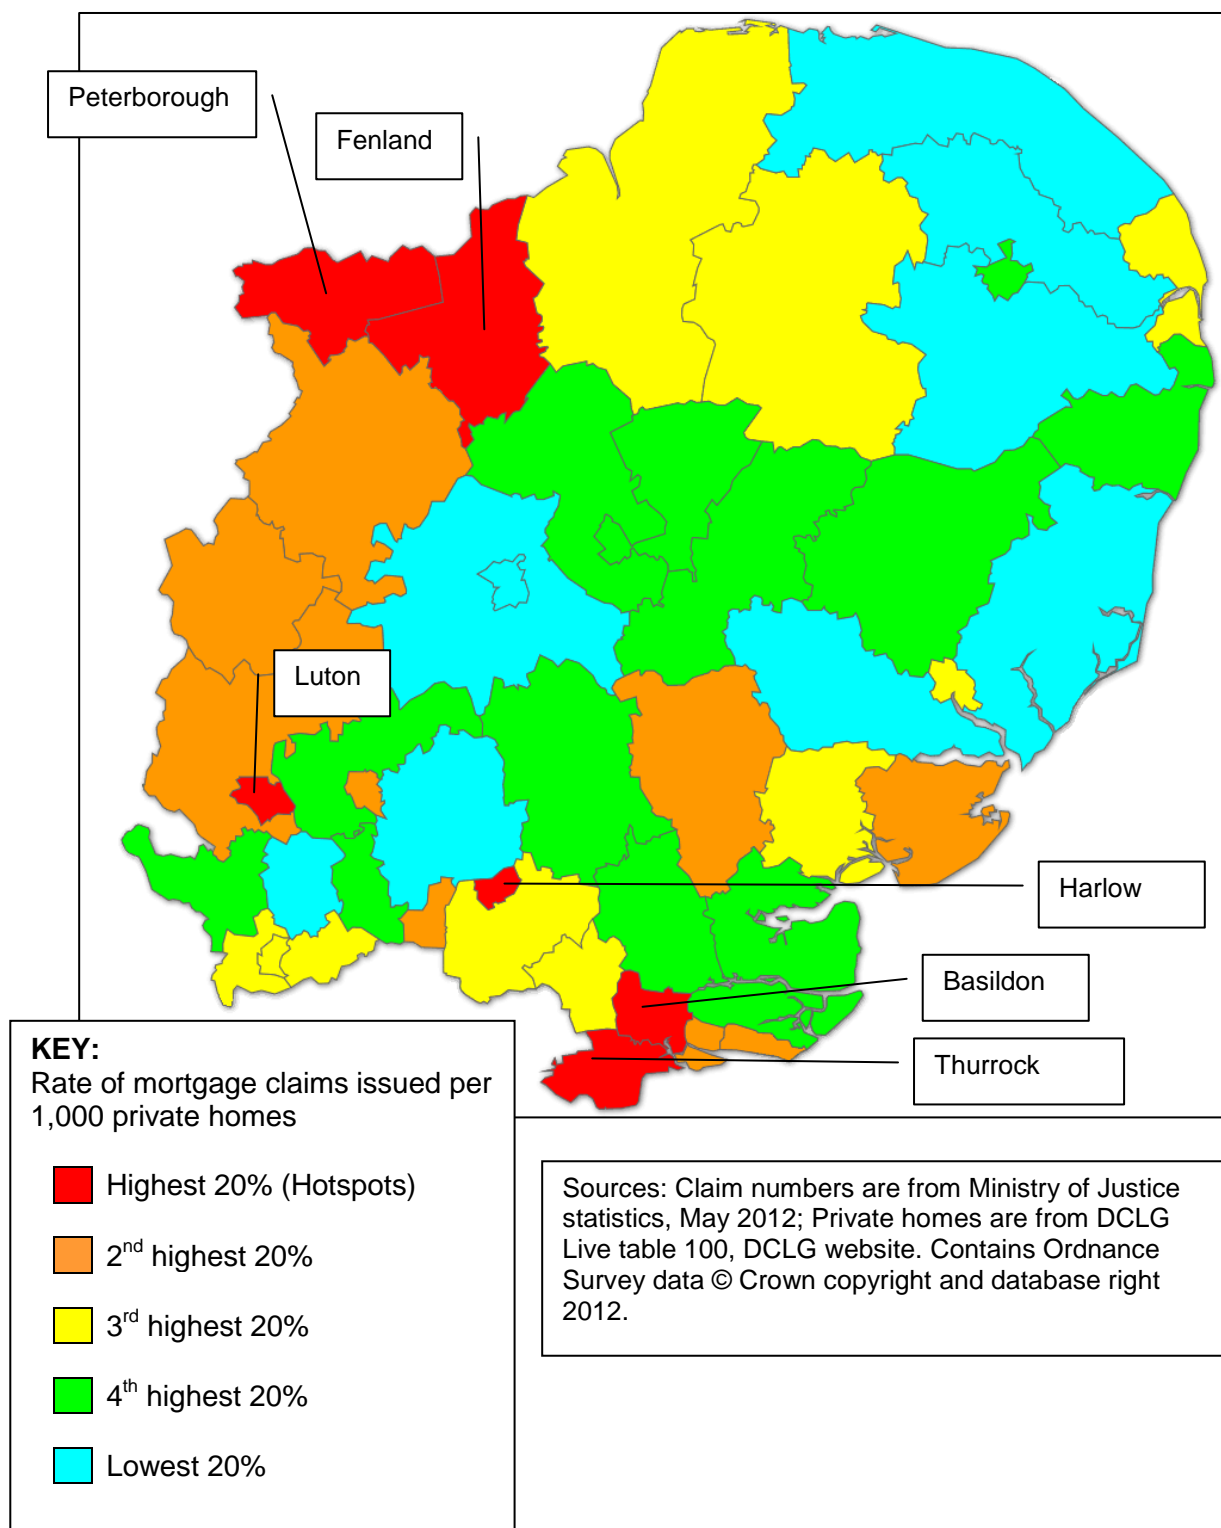 Peterborough
Fenland
Luton
Harlow
Basildon
Thurrock
KEY:
Rate of mortgage claims issued per
1,000 private homes
Highest 20% (Hotspots)
2nd highest 20%
3rd highest 20%
4th highest 20%
Lowest 20%
Sources: Claim numbers are from Ministry of Justice
statistics, May 2012; Private homes are from DCLG
Live table 100, DCLG website. Contains Ordnance
Survey data © Crown copyright and database right
2012.